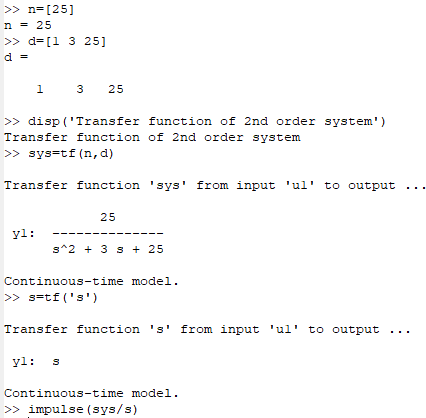 >> n=[25]
n = 25
>> d=[1 3 25]
d =
1 3 25
>> disp('Transfer function of 2nd order system')
Transfer function of 2nd order system
>> sys=tf(n,d)
Transfer function 'sys' from input 'u1' to output ...
25
y1: --------------
s^2 + 3 s + 25
Continuous-time model.
>> s=tf('s')
Transfer function 's' from input 'u1' to output ...
y1: s
Continuous-time model.
>> impulse(sys/s)